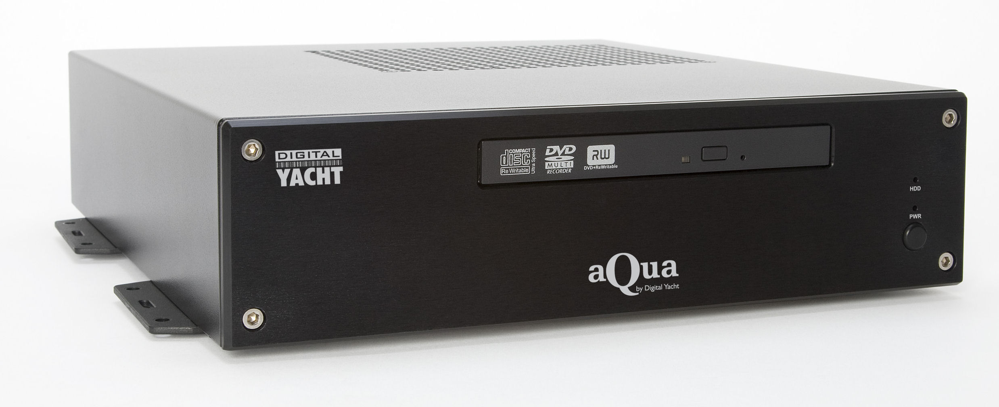 DIGITAL
YACHT
COMPACT
disc
ReWritable
Ultra Speed
DVD
MULTI
RECORDER
RW
DVD+ReWritable
HDD
PWR
aQua
by Digital Yacht